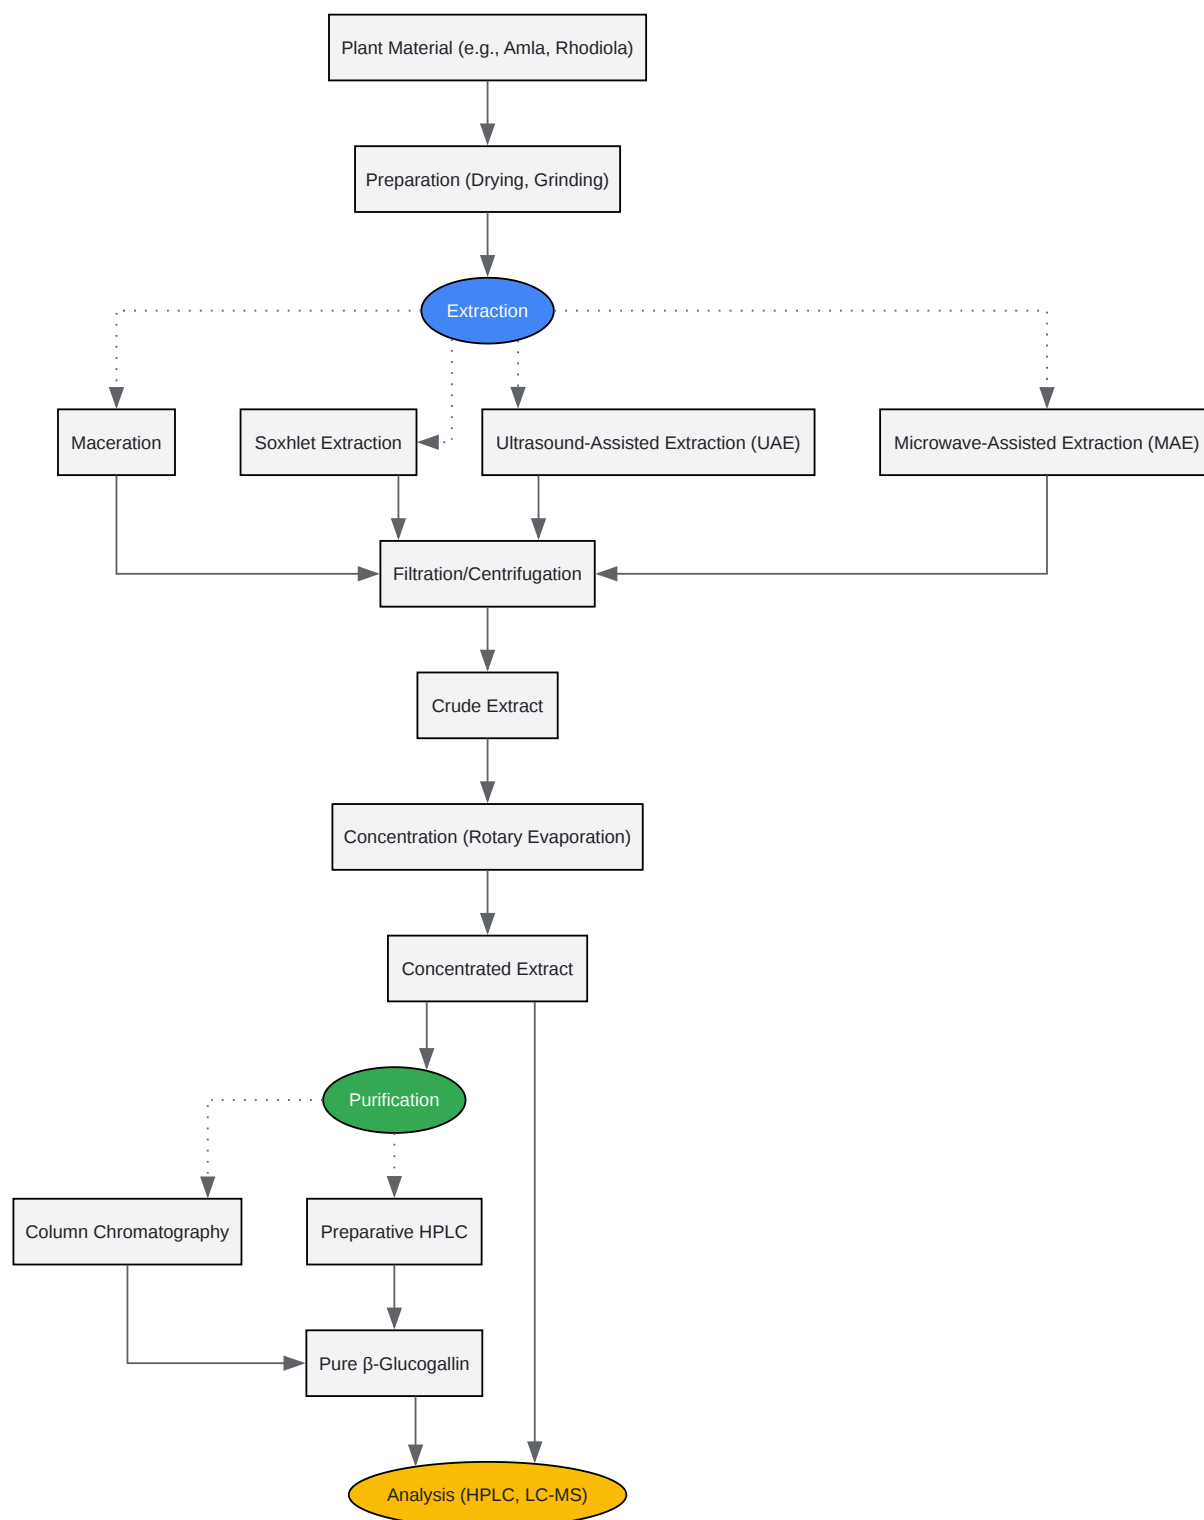 Plant Material (e.g., Amla, Rhodiola)
Preparation (Drying, Grinding)
Extraction
Maceration
Soxhlet Extraction
Ultrasound-Assisted Extraction (UAE)
Microwave-Assisted Extraction (MAE)
Filtration/Centrifugation
Crude Extract
Concentration (Rotary Evaporation)
Concentrated Extract
Purification
Column Chromatography
Preparative HPLC
Pure β-Glucogallin
Analysis (HPLC, LC-MS)